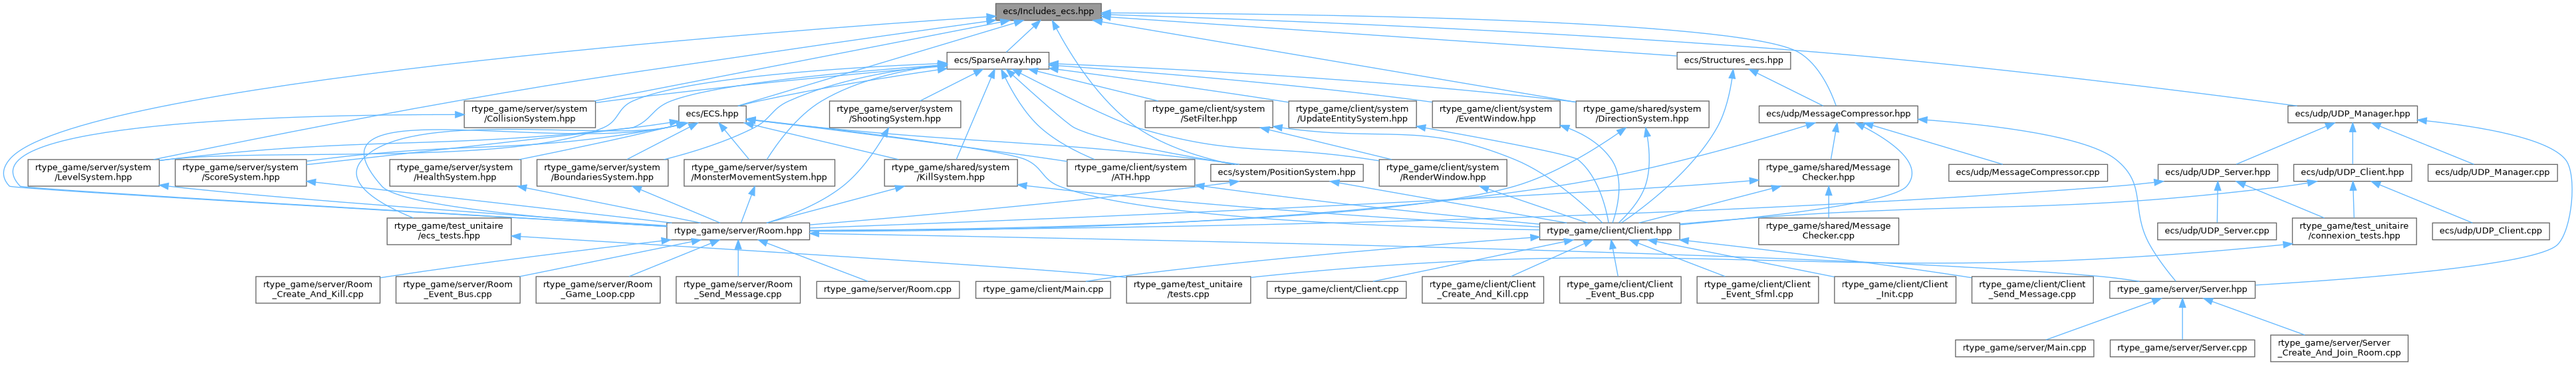 ecs/Includes_ecs.hpp
ecs/SparseArray.hpp
ecs/Structures_ecs.hpp
rtype_game/server/system
/CollisionSystem.hpp
ecs/ECS.hpp
rtype_game/server/system
/ShootingSystem.hpp
rtype_game/client/system
/SetFilter.hpp
rtype_game/client/system
/UpdateEntitySystem.hpp
rtype_game/client/system
/EventWindow.hpp
rtype_game/shared/system
/DirectionSystem.hpp
ecs/udp/MessageCompressor.hpp
ecs/udp/UDP_Manager.hpp
rtype_game/server/system
/LevelSystem.hpp
rtype_game/server/system
/ScoreSystem.hpp
rtype_game/server/system
/HealthSystem.hpp
rtype_game/server/system
/BoundariesSystem.hpp
rtype_game/server/system
/MonsterMovementSystem.hpp
rtype_game/shared/system
/KillSystem.hpp
rtype_game/client/system
/ATH.hpp
ecs/system/PositionSystem.hpp
rtype_game/client/system
/RenderWindow.hpp
rtype_game/shared/Message
Checker.hpp
ecs/udp/MessageCompressor.cpp
ecs/udp/UDP_Server.hpp
ecs/udp/UDP_Client.hpp
ecs/udp/UDP_Manager.cpp
rtype_game/test_unitaire
/ecs_tests.hpp
rtype_game/server/Room.hpp
rtype_game/client/Client.hpp
rtype_game/shared/Message
Checker.cpp
ecs/udp/UDP_Server.cpp
rtype_game/test_unitaire
/connexion_tests.hpp
ecs/udp/UDP_Client.cpp
rtype_game/server/Room
_Create_And_Kill.cpp
rtype_game/server/Room
_Event_Bus.cpp
rtype_game/server/Room
_Game_Loop.cpp
rtype_game/server/Room
_Send_Message.cpp
rtype_game/server/Room.cpp
rtype_game/client/Main.cpp
rtype_game/test_unitaire
/tests.cpp
rtype_game/client/Client.cpp
rtype_game/client/Client
_Create_And_Kill.cpp
rtype_game/client/Client
_Event_Bus.cpp
rtype_game/client/Client
_Event_Sfml.cpp
rtype_game/client/Client
_Init.cpp
rtype_game/client/Client
_Send_Message.cpp
rtype_game/server/Server.hpp
rtype_game/server/Main.cpp
rtype_game/server/Server.cpp
rtype_game/server/Server
_Create_And_Join_Room.cpp